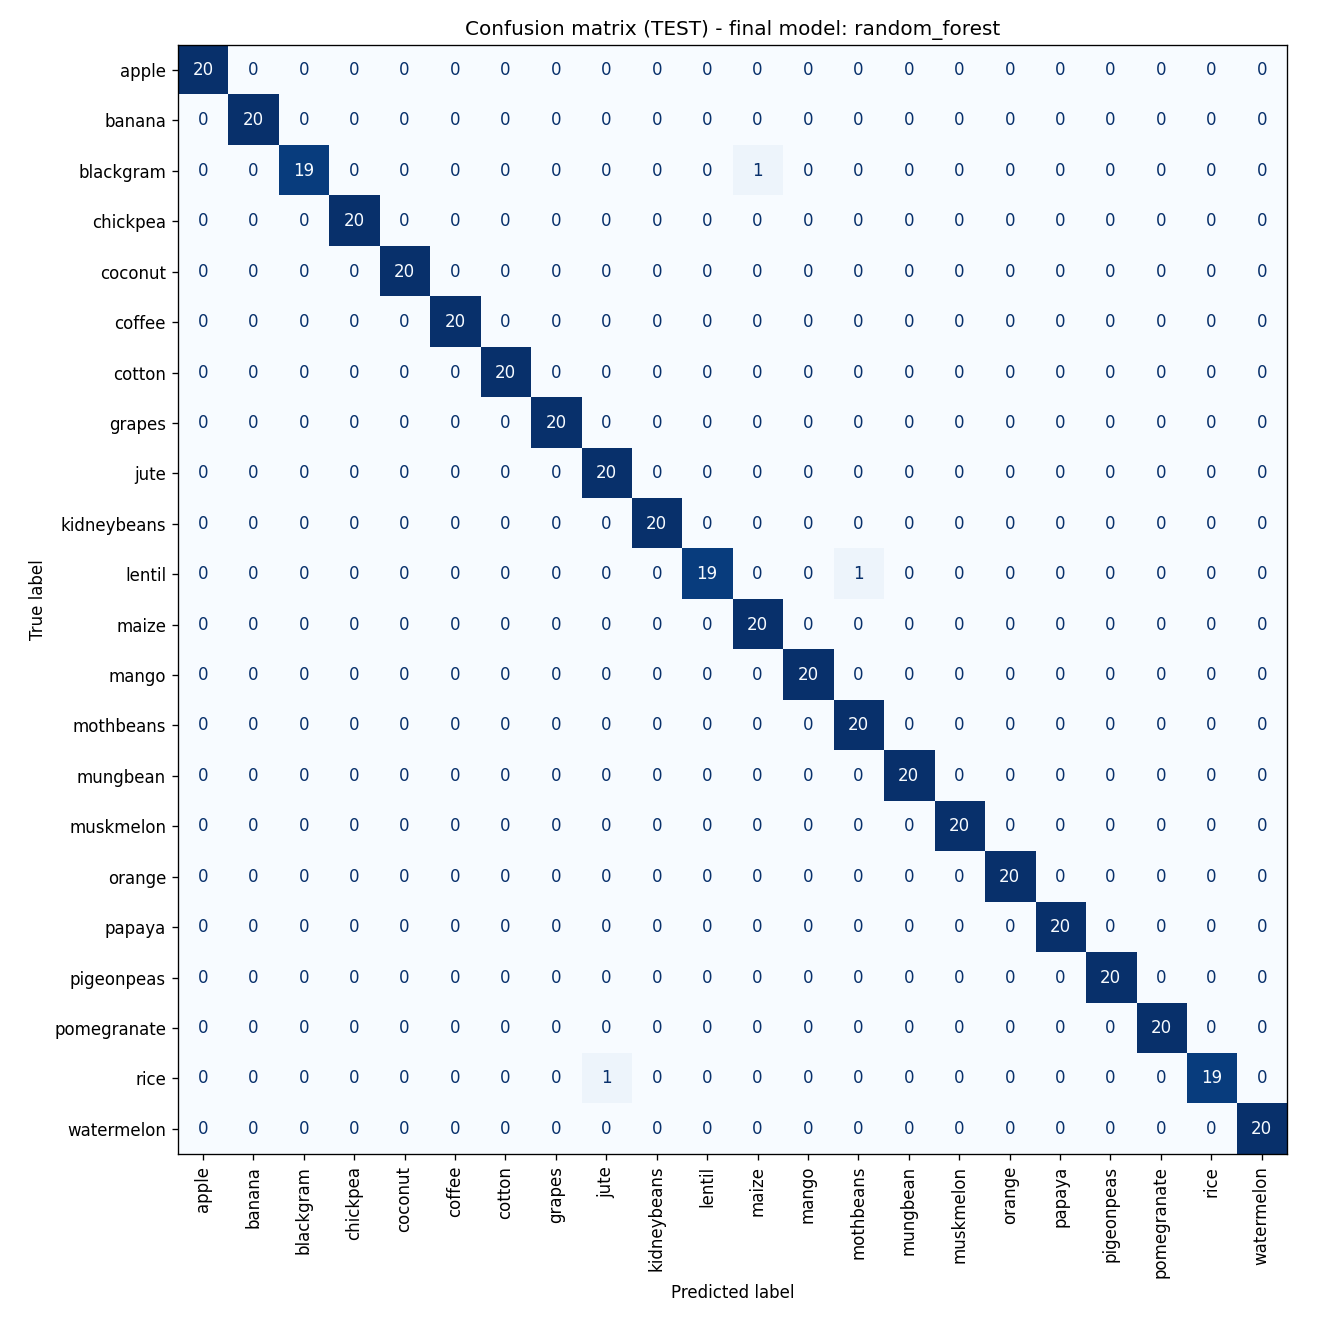 Confusion matrix (TEST) - final model: random_forest
apple 20 0 0 0 0 0 0 0 0 0 0 0 0 0 0 0 0 0 0 0 0 0
banana 0 20 0 0 0 0 0 0 0 0 0 0 0 0 0 0 0 0 0 0 0 0
blackgram 0 0 19 0 0 0 0 0 0 0 0 1 0 0 0 0 0 0 0 0 0 0
chickpea 0 0 0 20 0 0 0 0 0 0 0 0 0 0 0 0 0 0 0 0 0 0
coconut 0 0 0 0 20 0 0 0 0 0 0 0 0 0 0 0 0 0 0 0 0 0
coffee 0 0 0 0 0 20 0 0 0 0 0 0 0 0 0 0 0 0 0 0 0 0
cotton 0 0 0 0 0 0 20 0 0 0 0 0 0 0 0 0 0 0 0 0 0 0
grapes 0 0 0 0 0 0 0 20 0 0 0 0 0 0 0 0 0 0 0 0 0 0
jute 0 0 0 0 0 0 0 0 20 0 0 0 0 0 0 0 0 0 0 0 0 0
kidneybeans 0 0 0 0 0 0 0 0 0 20 0 0 0 0 0 0 0 0 0 0 0 0
lentil 0 0 0 0 0 0 0 0 0 0 19 0 0 1 0 0 0 0 0 0 0 0
maize 0 0 0 0 0 0 0 0 0 0 0 20 0 0 0 0 0 0 0 0 0 0
mango 0 0 0 0 0 0 0 0 0 0 0 0 20 0 0 0 0 0 0 0 0 0
mothbeans 0 0 0 0 0 0 0 0 0 0 0 0 0 20 0 0 0 0 0 0 0 0
mungbean 0 0 0 0 0 0 0 0 0 0 0 0 0 0 20 0 0 0 0 0 0 0
muskmelon 0 0 0 0 0 0 0 0 0 0 0 0 0 0 0 20 0 0 0 0 0 0
orange 0 0 0 0 0 0 0 0 0 0 0 0 0 0 0 0 20 0 0 0 0 0
papaya 0 0 0 0 0 0 0 0 0 0 0 0 0 0 0 0 0 20 0 0 0 0
pigeonpeas 0 0 0 0 0 0 0 0 0 0 0 0 0 0 0 0 0 0 20 0 0 0
pomegranate 0 0 0 0 0 0 0 0 0 0 0 0 0 0 0 0 0 0 0 20 0 0
rice 0 0 0 0 0 0 0 0 1 0 0 0 0 0 0 0 0 0 0 0 19 0
watermelon 0 0 0 0 0 0 0 0 0 0 0 0 0 0 0 0 0 0 0 0 0 20
True label
apple
banana
blackgram
chickpea
coconut
coffee
cotton
grapes
jute
kidneybeans
lentil
maize
mango
mothbeans
mungbean
muskmelon
orange
papaya
pigeonpeas
pomegranate
rice
watermelon
Predicted label